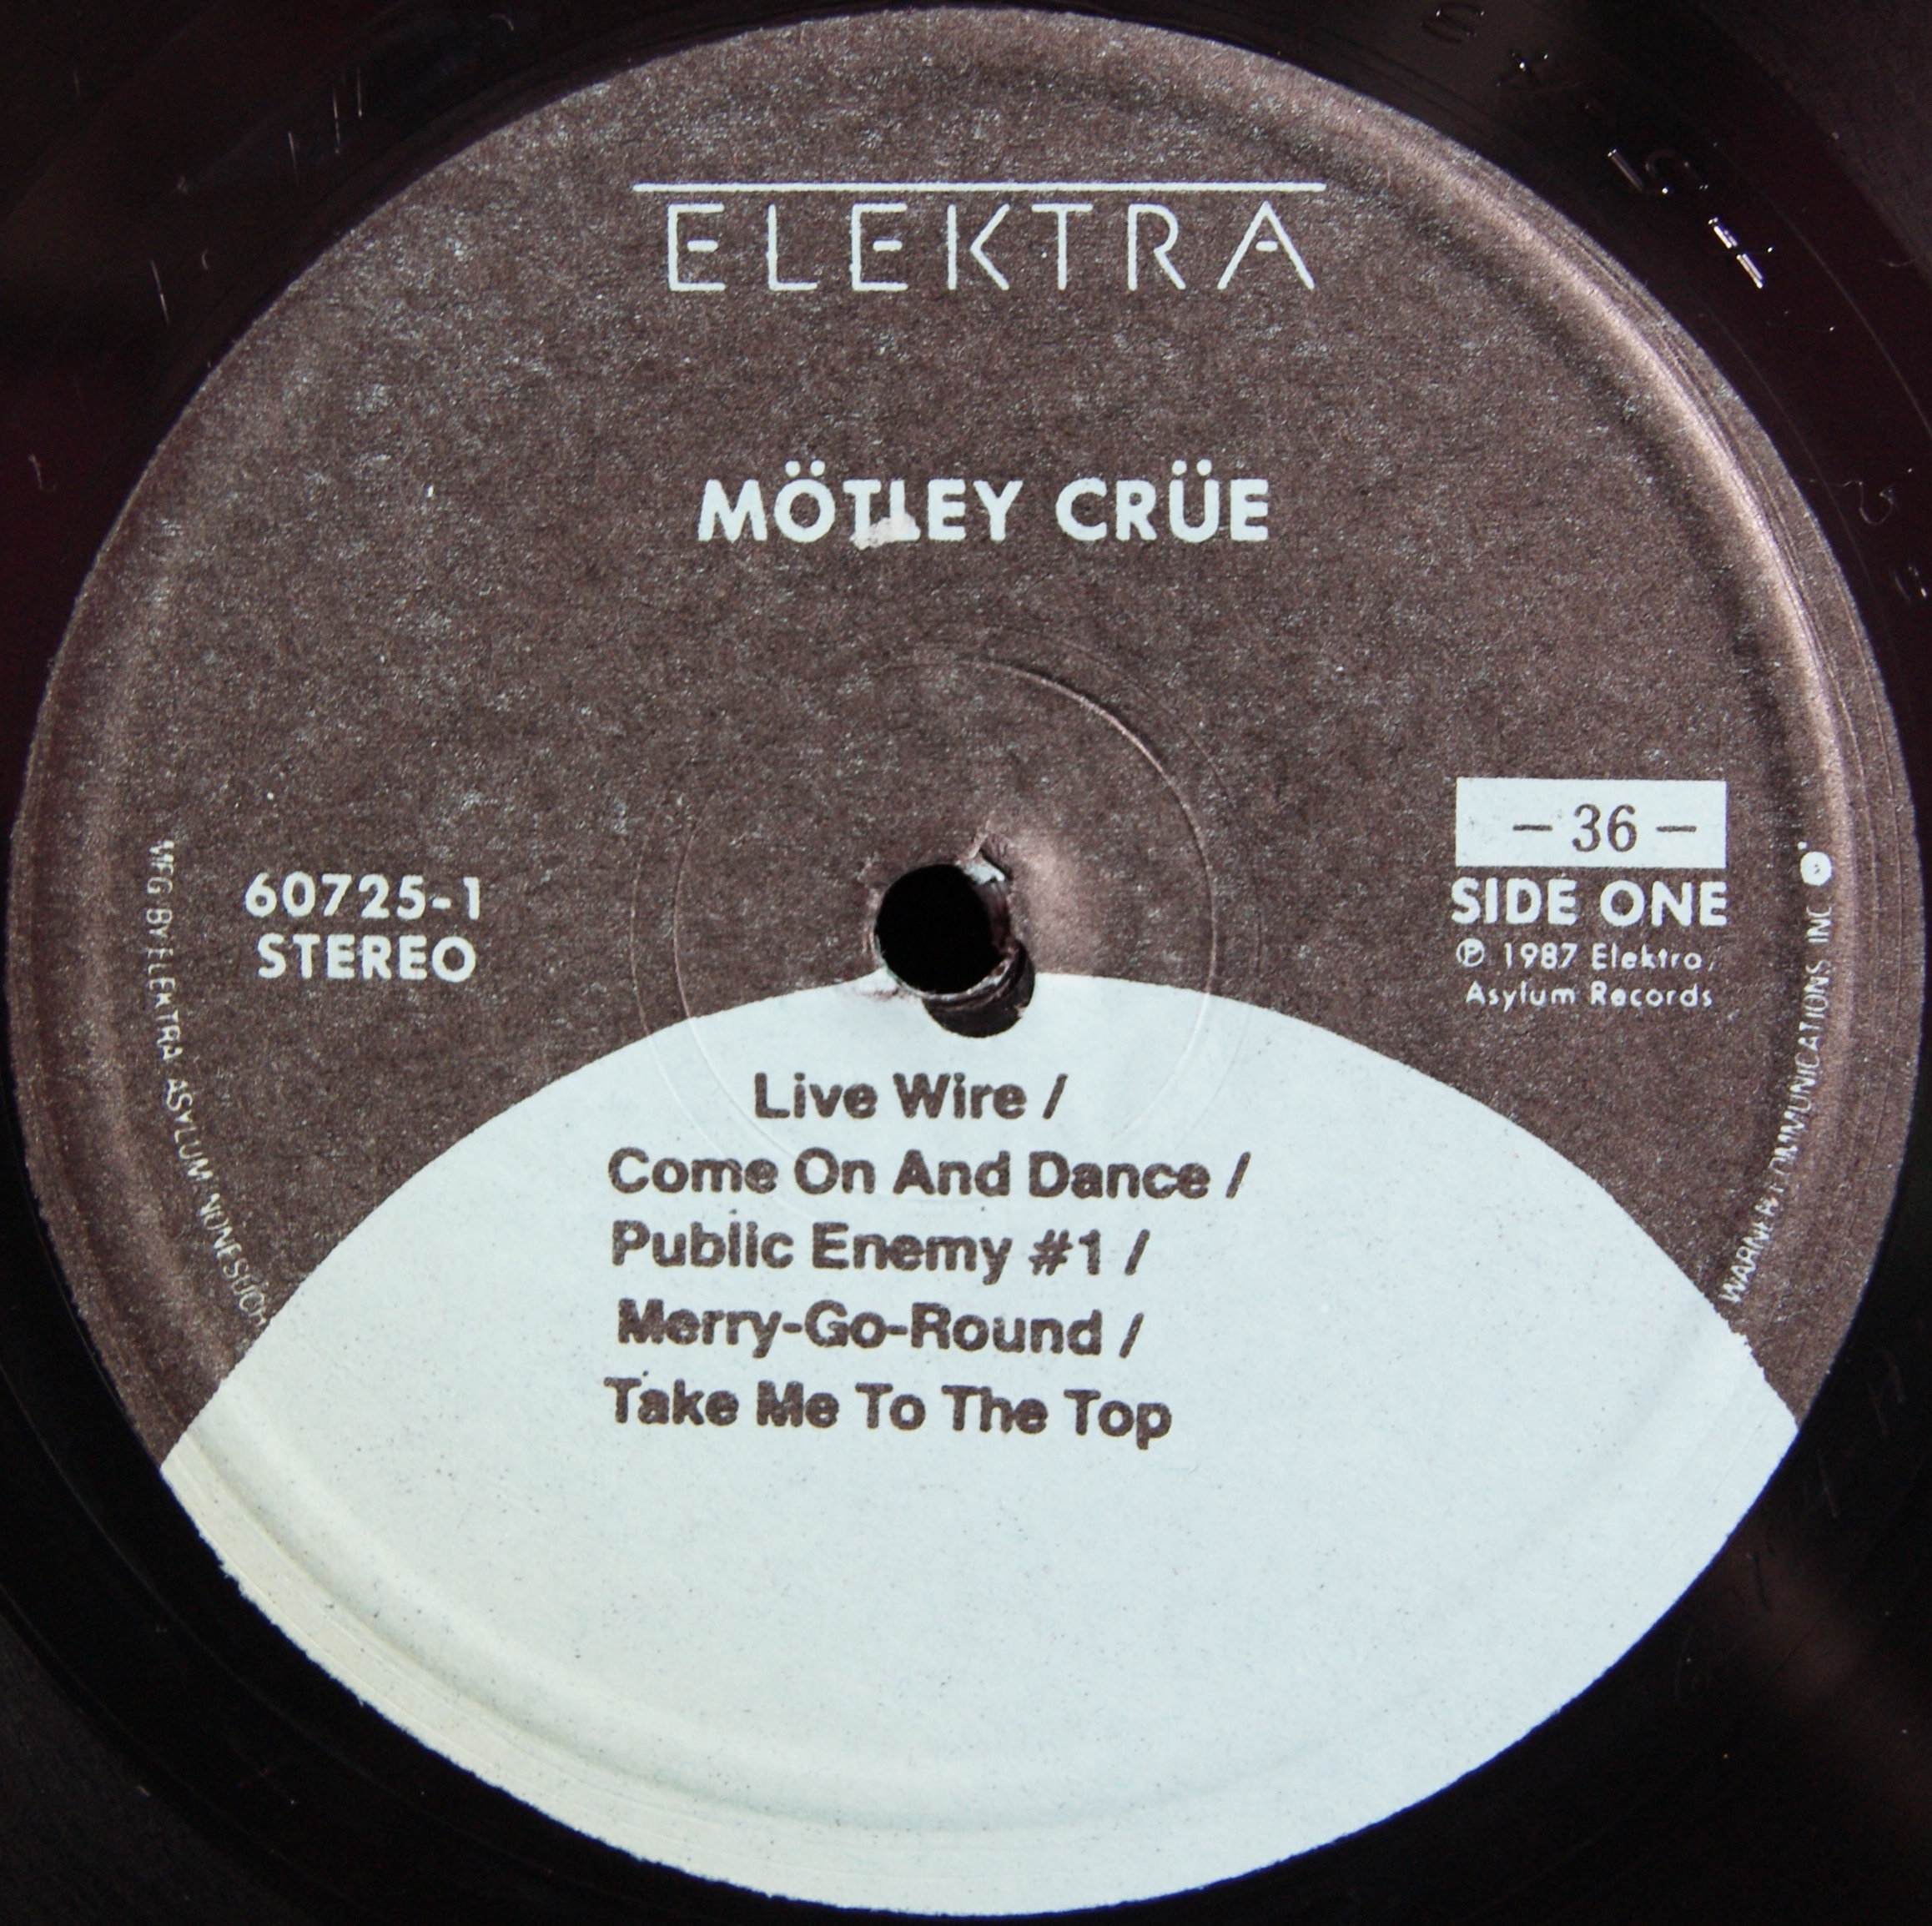 ELEKTRA
MÖTLEY CRÜE
60725-1
STEREO
– 36 –
SIDE ONE
℗ 1987 Elektra/
Asylum Records
Live Wire /
Come On And Dance /
Public Enemy #1 /
Merry-Go-Round /
Take Me To The Top
MFG BY ELEKTRA ASYLUM NONESUCH
WARNER COMMUNICATIONS INC